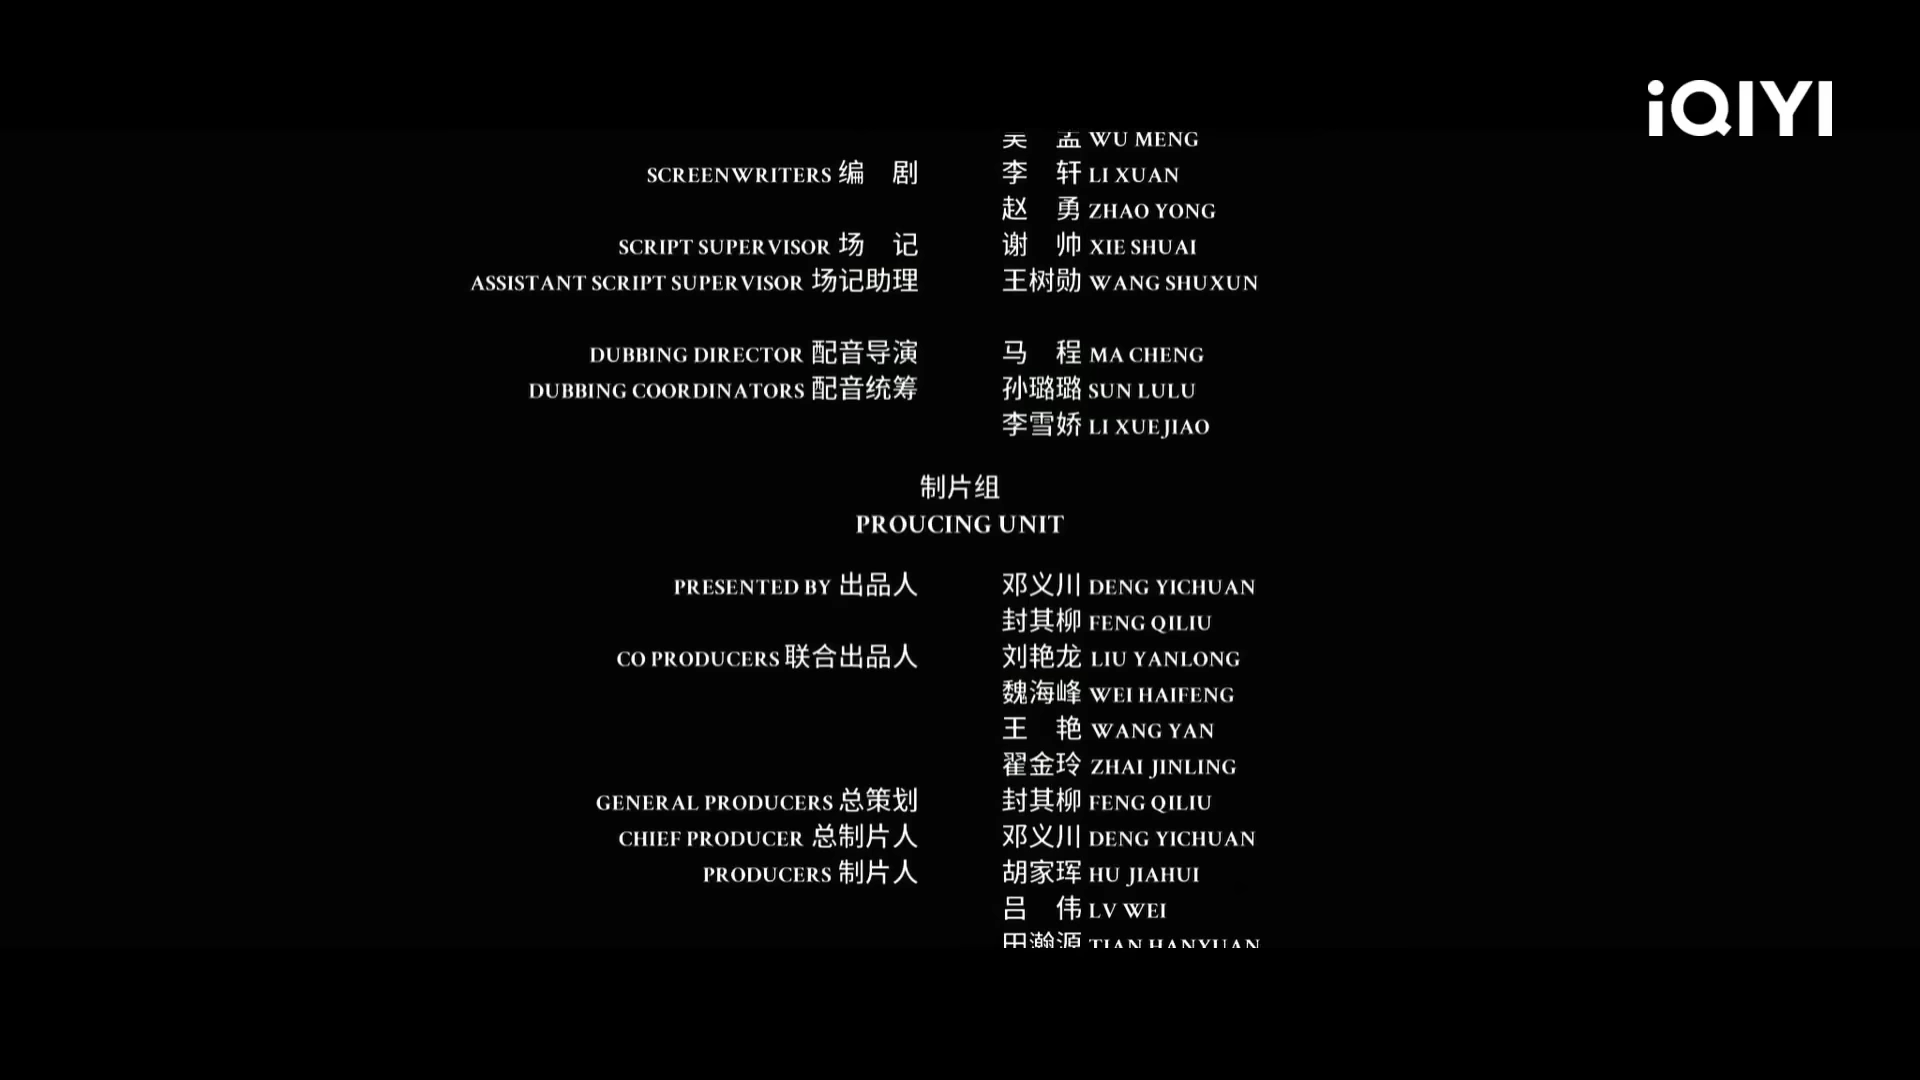 iQIYI
吴 孟 WU MENG
SCREENWRITERS 编 剧 李 轩 LI XUAN
赵 勇 ZHAO YONG
SCRIPT SUPERVISOR 场 记 谢 帅 XIE SHUAI
ASSISTANT SCRIPT SUPERVISOR 场记助理 王树勋 WANG SHUXUN
DUBBING DIRECTOR 配音导演 马 程 MA CHENG
DUBBING COORDINATORS 配音统筹 孙璐璐 SUN LULU
李雪娇 LI XUEJIAO
制片组
PROUCING UNIT
PRESENTED BY 出品人 邓义川 DENG YICHUAN
封其柳 FENG QILIU
CO PRODUCERS 联合出品人 刘艳龙 LIU YANLONG
魏海峰 WEI HAIFENG
王 艳 WANG YAN
翟金玲 ZHAI JINLING
GENERAL PRODUCERS 总策划 封其柳 FENG QILIU
CHIEF PRODUCER 总制片人 邓义川 DENG YICHUAN
PRODUCERS 制片人 胡家珲 HU JIAHUI
吕 伟 LV WEI
田瀚源 TIAN HANYUAN